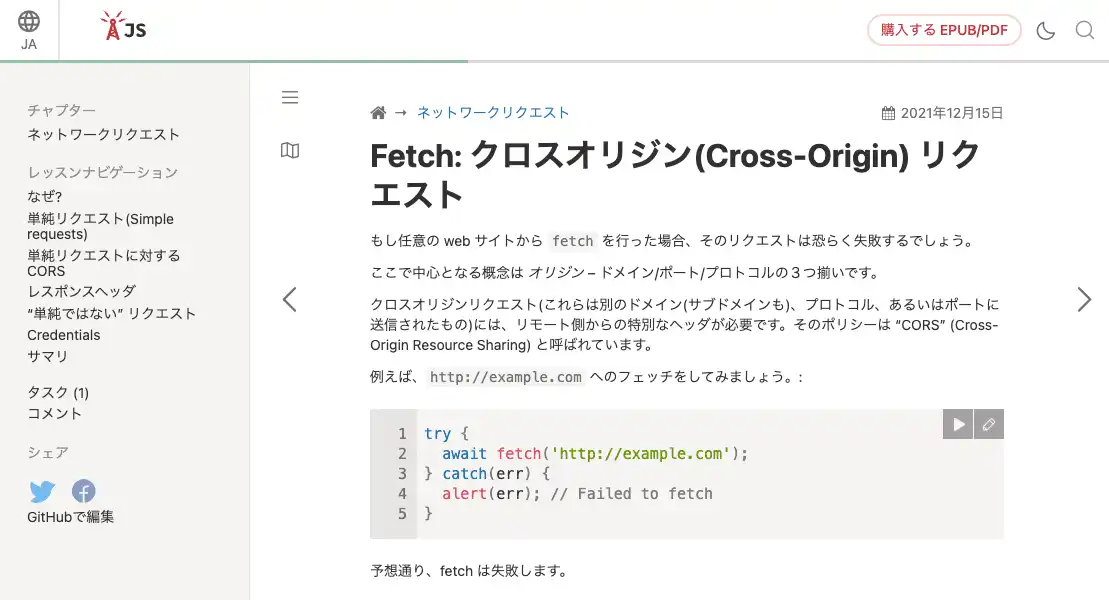 JA
JS
購入する EPUB/PDF
チャプター
ネットワークリクエスト
レッスンナビゲーション
なぜ?
単純リクエスト(Simple
requests)
単純リクエストに対する
CORS
レスポンスヘッダ
“単純ではない” リクエスト
Credentials
サマリ
タスク (1)
コメント
シェア
GitHubで編集
→ ネットワークリクエスト
2021年12月15日
Fetch: クロスオリジン(Cross-Origin) リク
エスト
もし任意の web サイトから fetch を行った場合、そのリクエストは恐らく失敗するでしょう。
ここで中心となる概念は オリジン – ドメイン/ポート/プロトコルの３つ揃いです。
クロスオリジンリクエスト(これらは別のドメイン(サブドメインも)、プロトコル、あるいはポートに
送信されたもの)には、リモート側からの特別なヘッダが必要です。そのポリシーは “CORS” (Cross-
Origin Resource Sharing) と呼ばれています。
例えば、http://example.com へのフェッチをしてみましょう。:
1 try {
2   await fetch('http://example.com');
3 } catch(err) {
4   alert(err); // Failed to fetch
5 }
予想通り、fetch は失敗します。